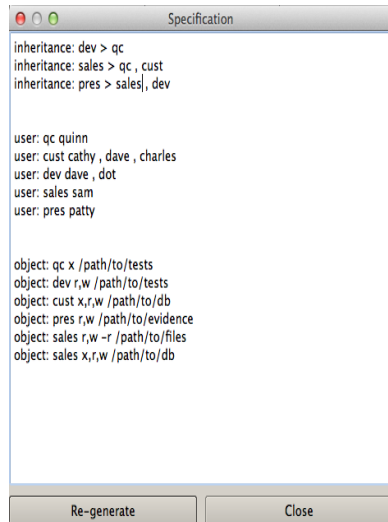 Specification
inheritance: dev > qc
inheritance: sales > qc , cust
inheritance: pres > sales , dev
user: qc quinn
user: cust cathy , dave , charles
user: dev dave , dot
user: sales sam
user: pres patty
object: qc x /path/to/tests
object: dev r,w /path/to/tests
object: cust x,r,w /path/to/db
object: pres r,w /path/to/evidence
object: sales r,w –r /path/to/files
object: sales x,r,w /path/to/db
Re-generate
Close